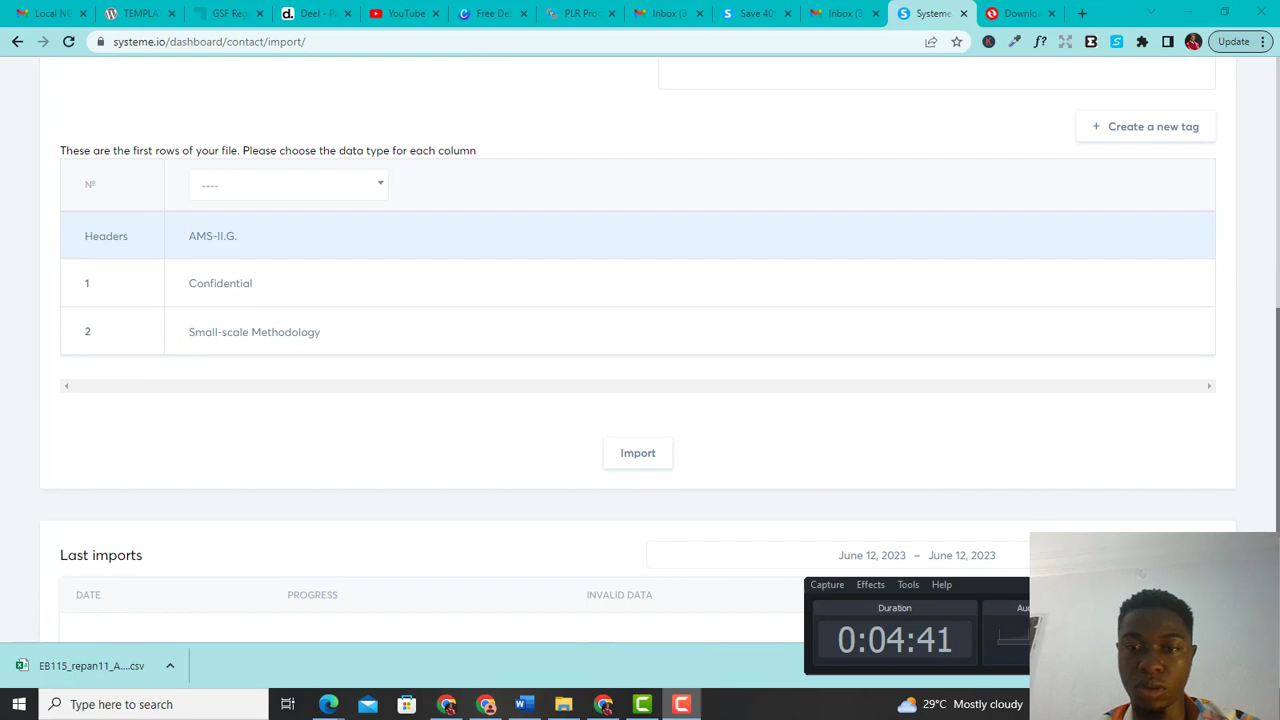 Local N
TEMPLA
GSF Reg
Deel - P
YouTube
Free De
PLR Pro
Inbox (3
Save 40
Inbox (3
Systeme
Downlo
systeme.io/dashboard/contact/import/
Update
+ Create a new tag
These are the first rows of your file. Please choose the data type for each column
Nº
----
Headers
AMS-II.G.
1
Confidential
2
Small-scale Methodology
Import
Last imports
June 12, 2023 – June 12, 2023
DATE
PROGRESS
INVALID DATA
Capture Effects Tools Help
Duration
Au
0:04:41
EB115_repan11_A....csv
Type here to search
29°C Mostly cloudy